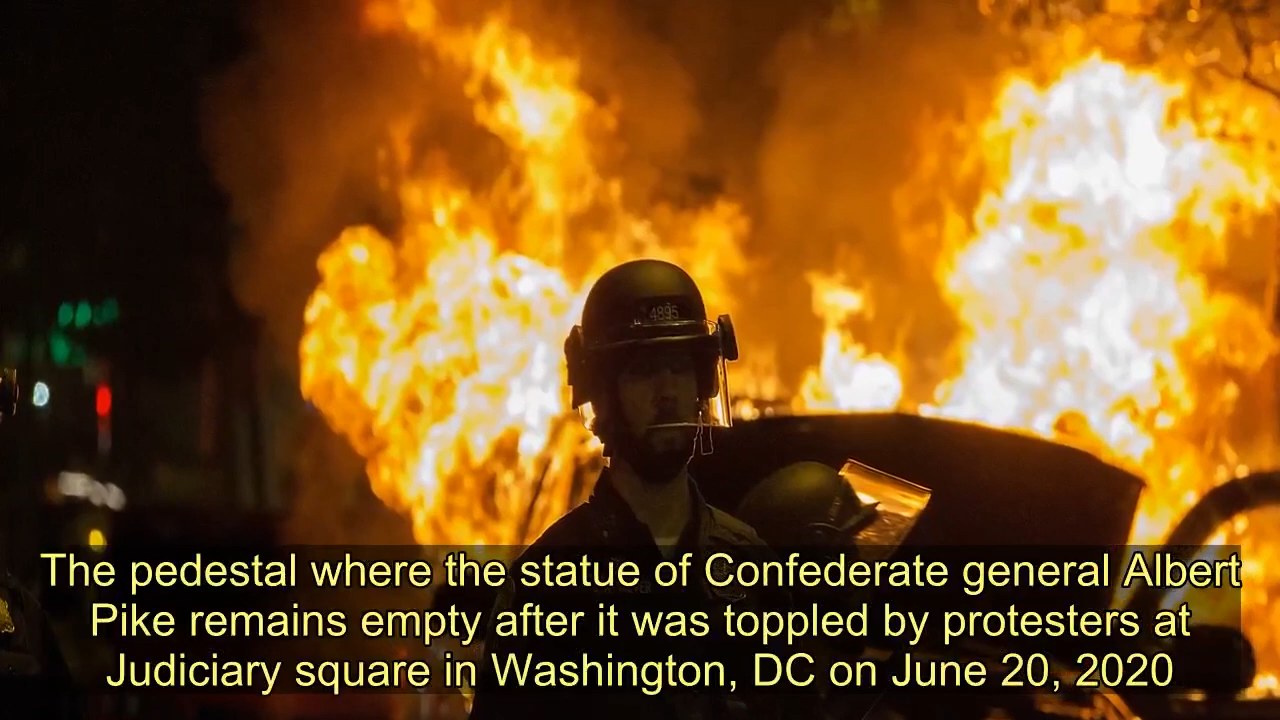 4895
The pedestal where the statue of Confederate general Albert
Pike remains empty after it was toppled by protesters at
Judiciary square in Washington, DC on June 20, 2020